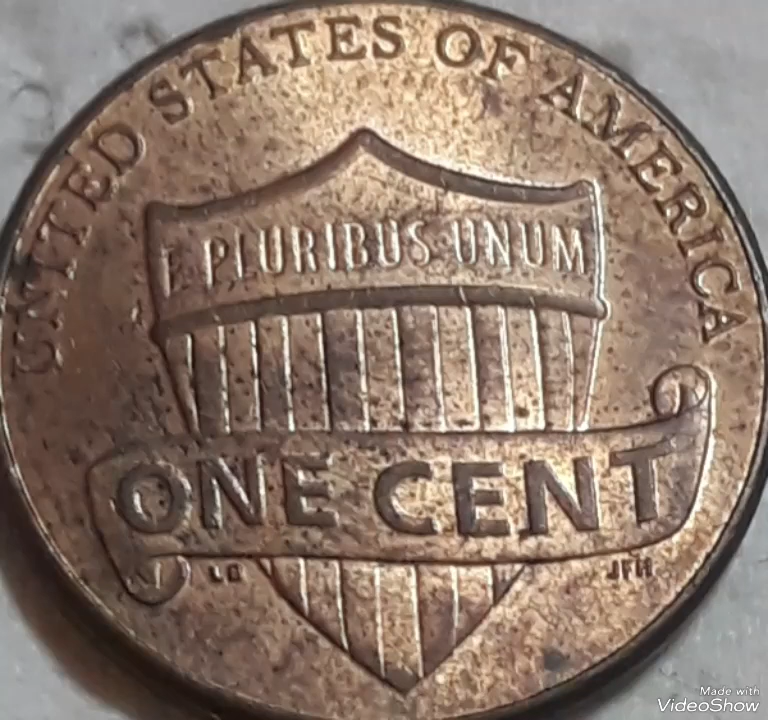 UNITED STATES OF AMERICA
E PLURIBUS UNUM
ONE CENT
LB JFM
Made with
VideoShow